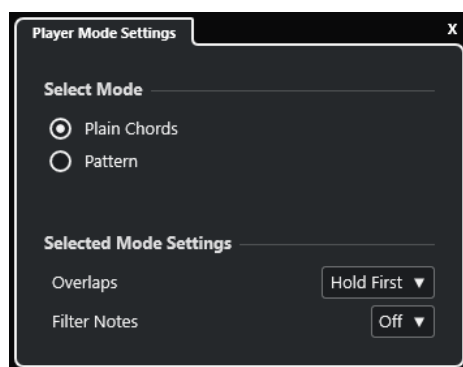 Player Mode Settings X
Select Mode
Plain Chords
Pattern
Selected Mode Settings
Overlaps Hold First ▼
Filter Notes Off ▼